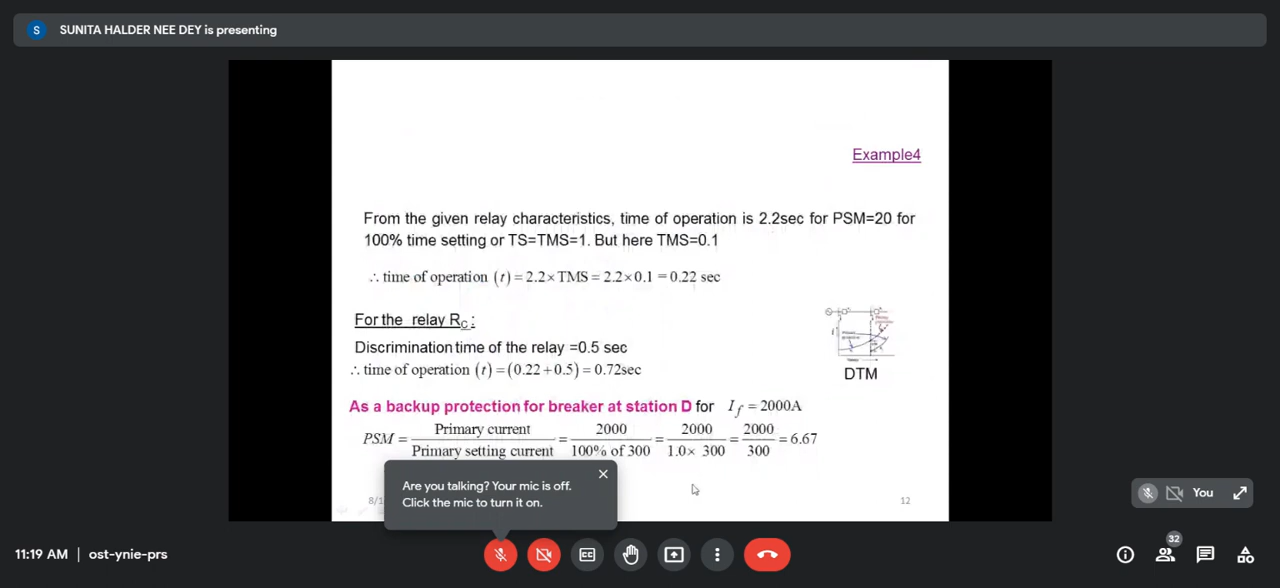 S SUNITA HALDER NEE DEY is presenting
Example4
From the given relay characteristics, time of operation is 2.2sec for PSM=20 for
100% time setting or TS=TMS=1. But here TMS=0.1
∴ time of operation (t) = 2.2 × TMS = 2.2 × 0.1 = 0.22 sec
For the relay R_C :
Discrimination time of the relay =0.5 sec
∴ time of operation (t) = (0.22 + 0.5) = 0.72sec
DTM
As a backup protection for breaker at station D for I_f = 2000A
PSM = Primary current / Primary setting current = 2000 / 100% of 300 = 2000 / 1.0× 300 = 2000 / 300 = 6.67
Are you talking? Your mic is off.
Click the mic to turn it on.
8/1
12
You
11:19 AM | ost-ynie-prs
32